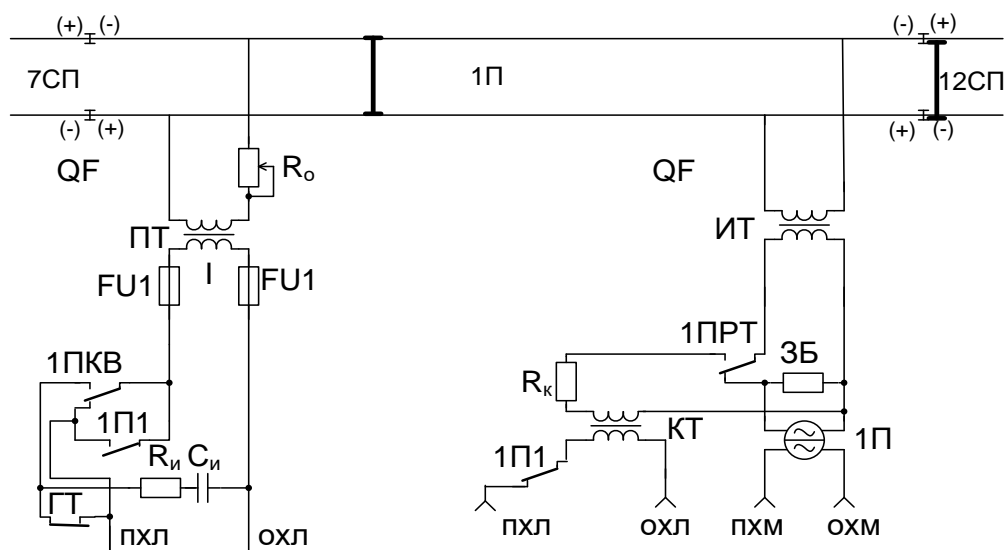 (+) (-) (-) (+)
7СП 1П 12СП
(-) (+) (+) (-)
QF Rо QF
ПТ ИТ
I
FU1 FU1
1ПРТ ЗБ
1ПКВ Rк
1П1 КТ 1П
Rи Cи 1П1
ГТ
ПХЛ ОХЛ ПХЛ ОХЛ ПХМ ОХМ